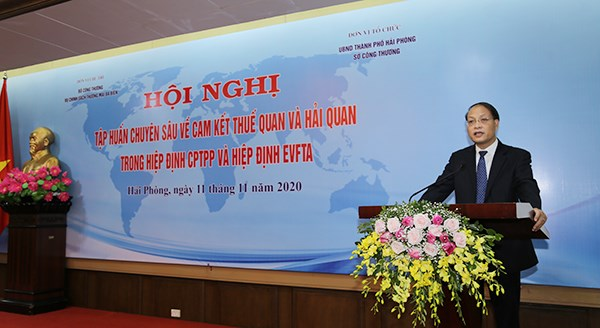 BỘ CÔNG THƯƠNG
VỤ CHÍNH SÁCH THƯƠNG MẠI ĐA BIÊN
ĐƠN VỊ TỔ CHỨC
UBND THÀNH PHỐ HẢI PHÒNG
SỞ CÔNG THƯƠNG
HỘI NGHỊ
TẬP HUẤN CHUYÊN SÂU VỀ CAM KẾT THUẾ QUAN VÀ HẢI QUAN
TRONG HIỆP ĐỊNH CPTPP VÀ HIỆP ĐỊNH EVFTA
Hải Phòng, ngày 11 tháng 11 năm 2020